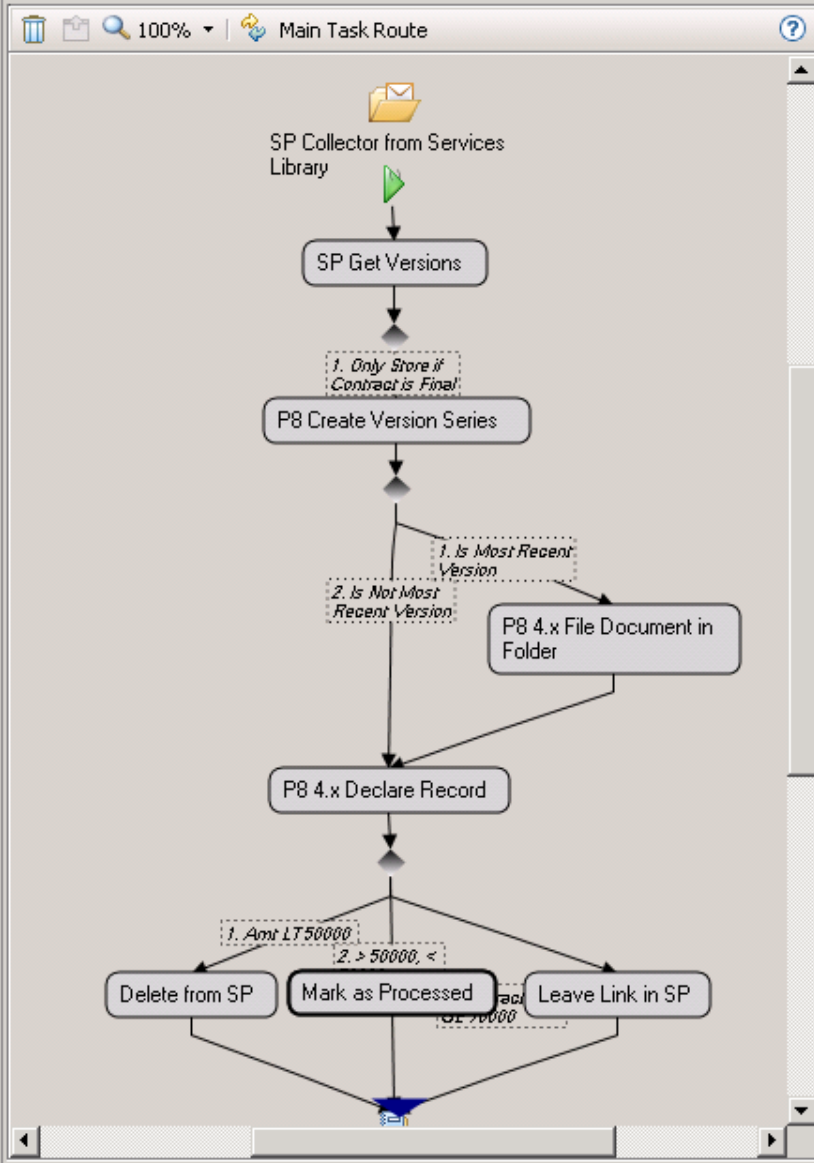 100%
Main Task Route
?
SP Collector from Services
Library
SP Get Versions
1. Only Store if
Contract is Final
P8 Create Version Series
1. Is Most Recent
Version
2. Is Not Most
Recent Version
P8 4.x File Document in
Folder
P8 4.x Declare Record
1. Amt LT 50000
2. > 50000, <
Delete from SP
Mark as Processed
Leave Link in SP